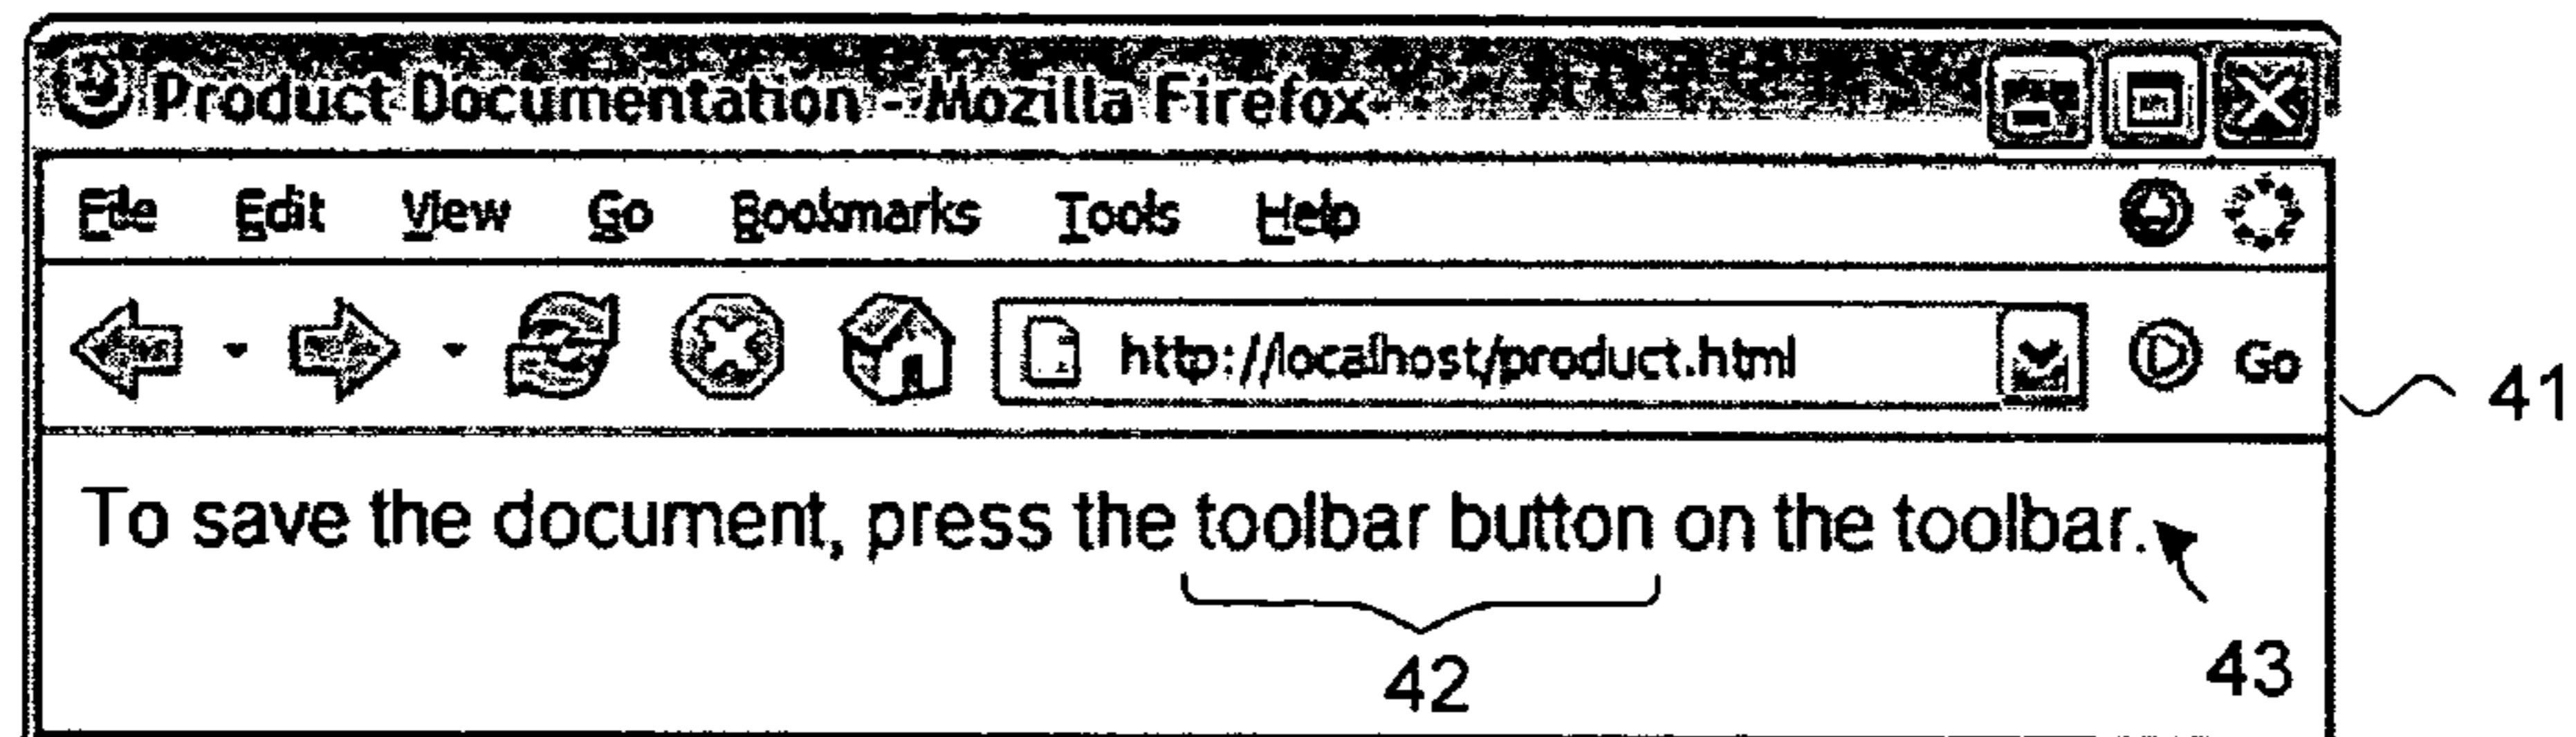 Product Documentation - Mozilla Firefox
File Edit View Go Bookmarks Tools Help
http://localhost/product.html Go
41
To save the document, press the toolbar button on the toolbar.
42
43